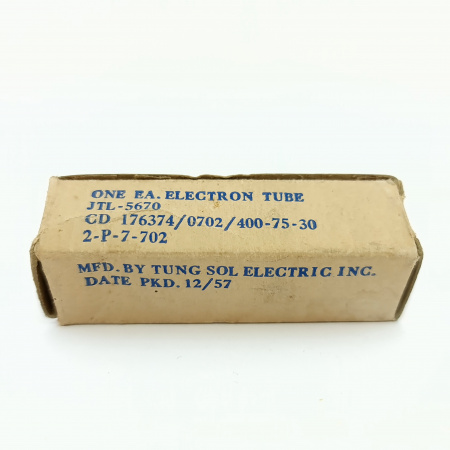 ONE EA. ELECTRON TUBE
JTL-5670
CD 176374/0702/400-75-30
2-P-7-702
MFD. BY TUNG SOL ELECTRIC INC.
DATE PKD. 12/57